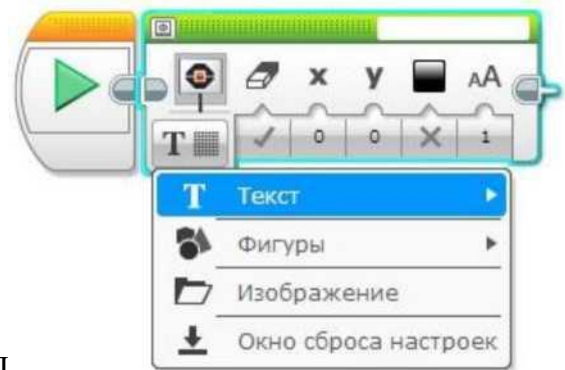 x y AA
T 0 0 1
T Текст
Фигуры
Изображение
Окно сброса настроек